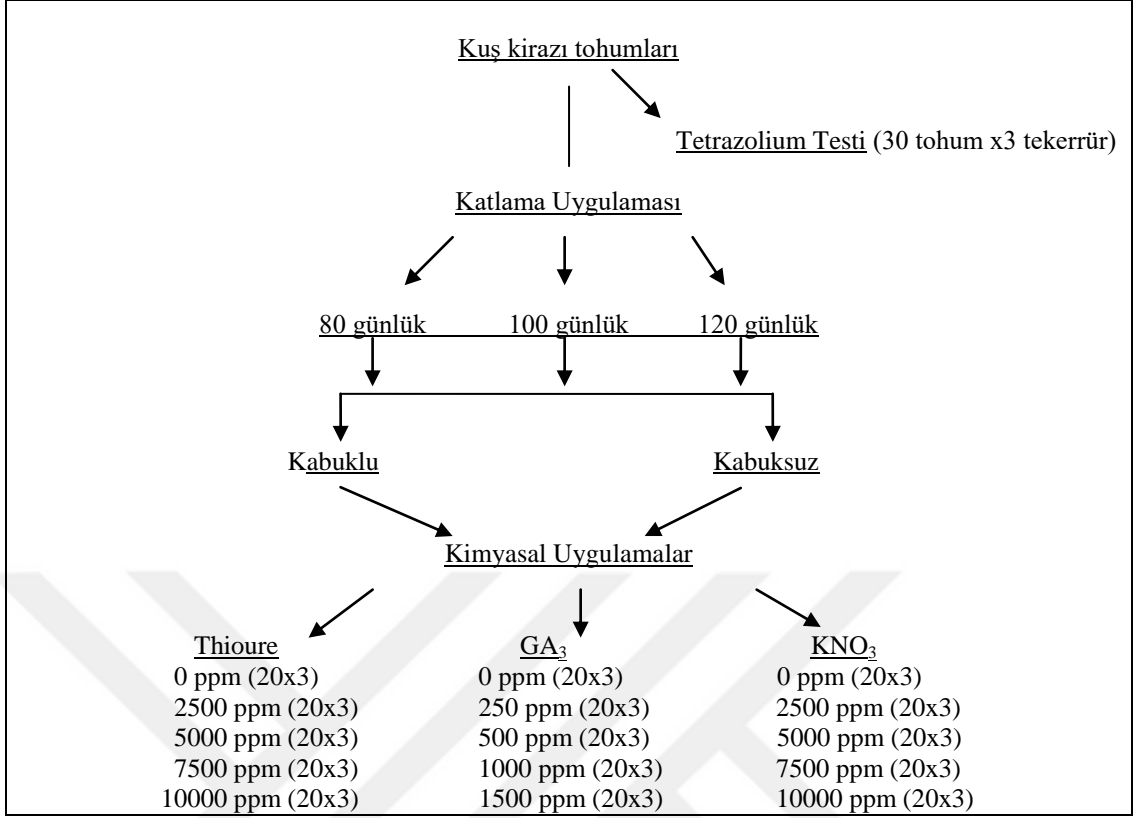 Kuş kirazı tohumları
Tetrazolium Testi (30 tohum x3 tekerrür)
Katlama Uygulaması
80 günlük 100 günlük 120 günlük
Kabuklu Kabuksuz
Kimyasal Uygulamalar
Thioure GA₃ KNO₃
0 ppm (20x3) 0 ppm (20x3) 0 ppm (20x3)
2500 ppm (20x3) 250 ppm (20x3) 2500 ppm (20x3)
5000 ppm (20x3) 500 ppm (20x3) 5000 ppm (20x3)
7500 ppm (20x3) 1000 ppm (20x3) 7500 ppm (20x3)
10000 ppm (20x3) 1500 ppm (20x3) 10000 ppm (20x3)